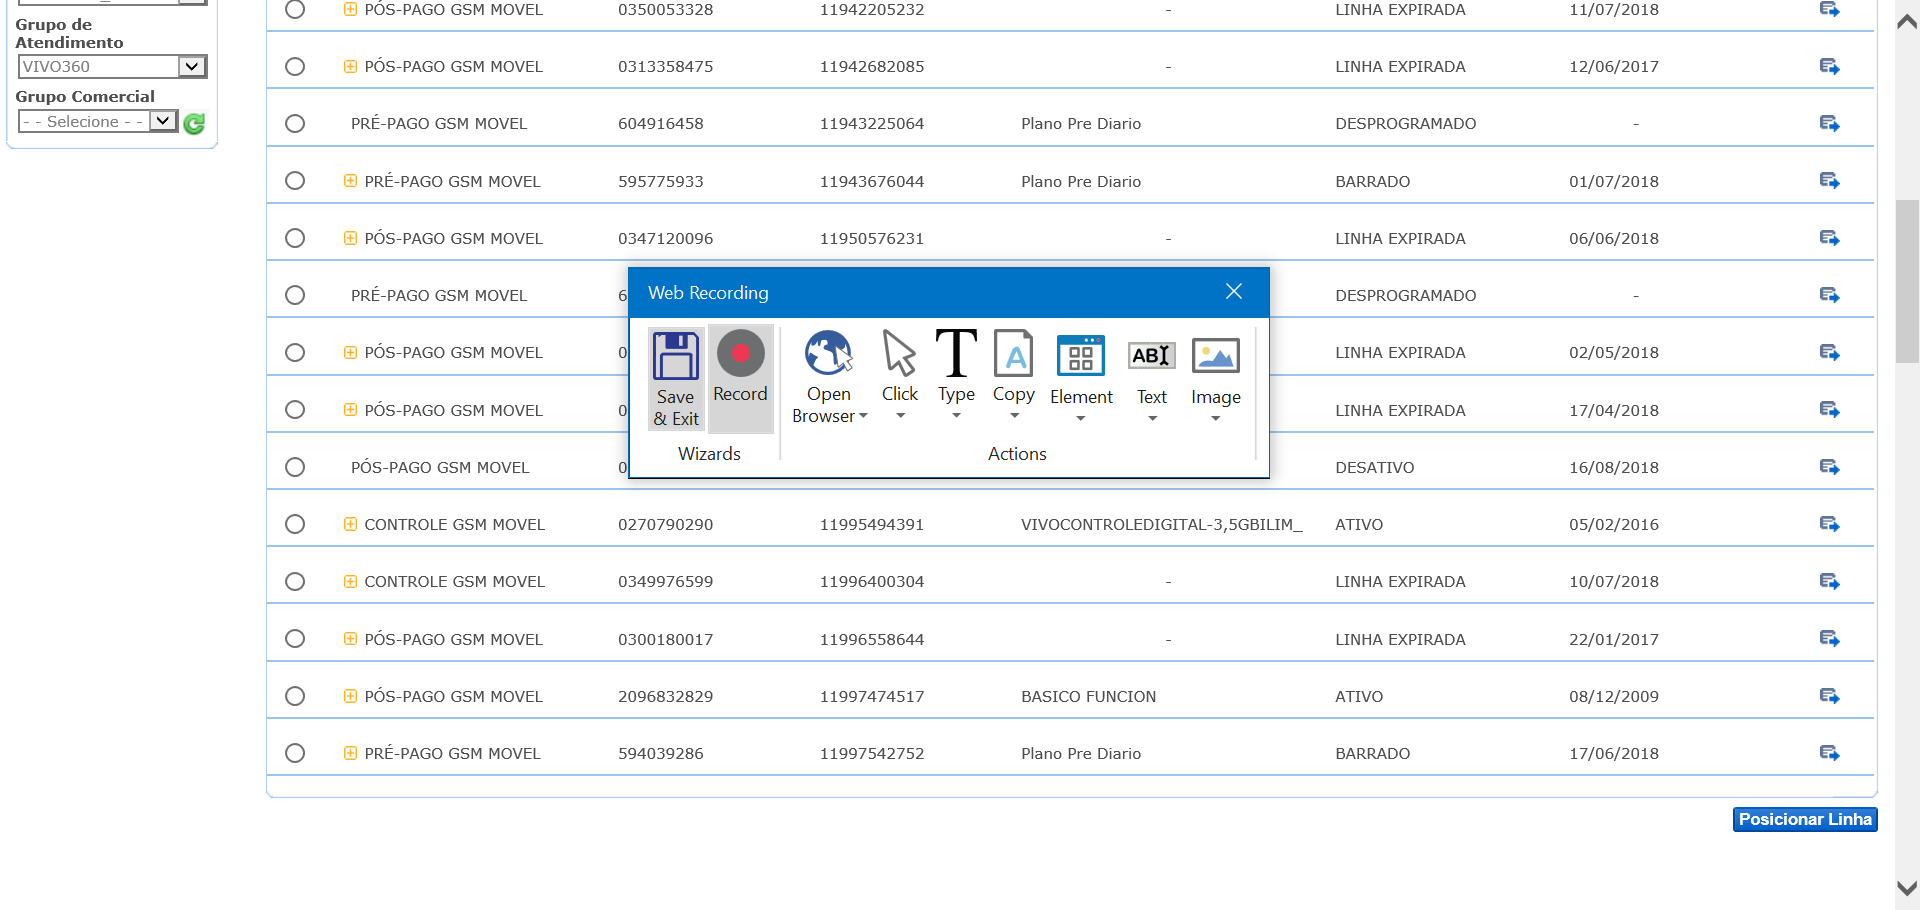 Grupo de
Atendimento
VIVO360
Grupo Comercial
- - Selecione - -
PÓS-PAGO GSM MOVEL 0350053328 11942205232 - LINHA EXPIRADA 11/07/2018
PÓS-PAGO GSM MOVEL 0313358475 11942682085 - LINHA EXPIRADA 12/06/2017
PRÉ-PAGO GSM MOVEL 604916458 11943225064 Plano Pre Diario DESPROGRAMADO -
PRÉ-PAGO GSM MOVEL 595775933 11943676044 Plano Pre Diario BARRADO 01/07/2018
PÓS-PAGO GSM MOVEL 0347120096 11950576231 - LINHA EXPIRADA 06/06/2018
PRÉ-PAGO GSM MOVEL 6 DESPROGRAMADO -
PÓS-PAGO GSM MOVEL 0 LINHA EXPIRADA 02/05/2018
PÓS-PAGO GSM MOVEL 0 LINHA EXPIRADA 17/04/2018
PÓS-PAGO GSM MOVEL 0 DESATIVO 16/08/2018
CONTROLE GSM MOVEL 0270790290 11995494391 VIVOCONTROLEDIGITAL-3,5GBILIM_ ATIVO 05/02/2016
CONTROLE GSM MOVEL 0349976599 11996400304 - LINHA EXPIRADA 10/07/2018
PÓS-PAGO GSM MOVEL 0300180017 11996558644 - LINHA EXPIRADA 22/01/2017
PÓS-PAGO GSM MOVEL 2096832829 11997474517 BASICO FUNCION ATIVO 08/12/2009
PRÉ-PAGO GSM MOVEL 594039286 11997542752 Plano Pre Diario BARRADO 17/06/2018
Posicionar Linha
Web Recording
Save
& Exit
Record
Wizards
Open
Browser
Click
Type
Copy
Element
Text
Image
Actions